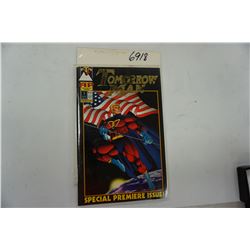 6918
TOMORROW
MAN
SPECIAL PREMIERE ISSUE!